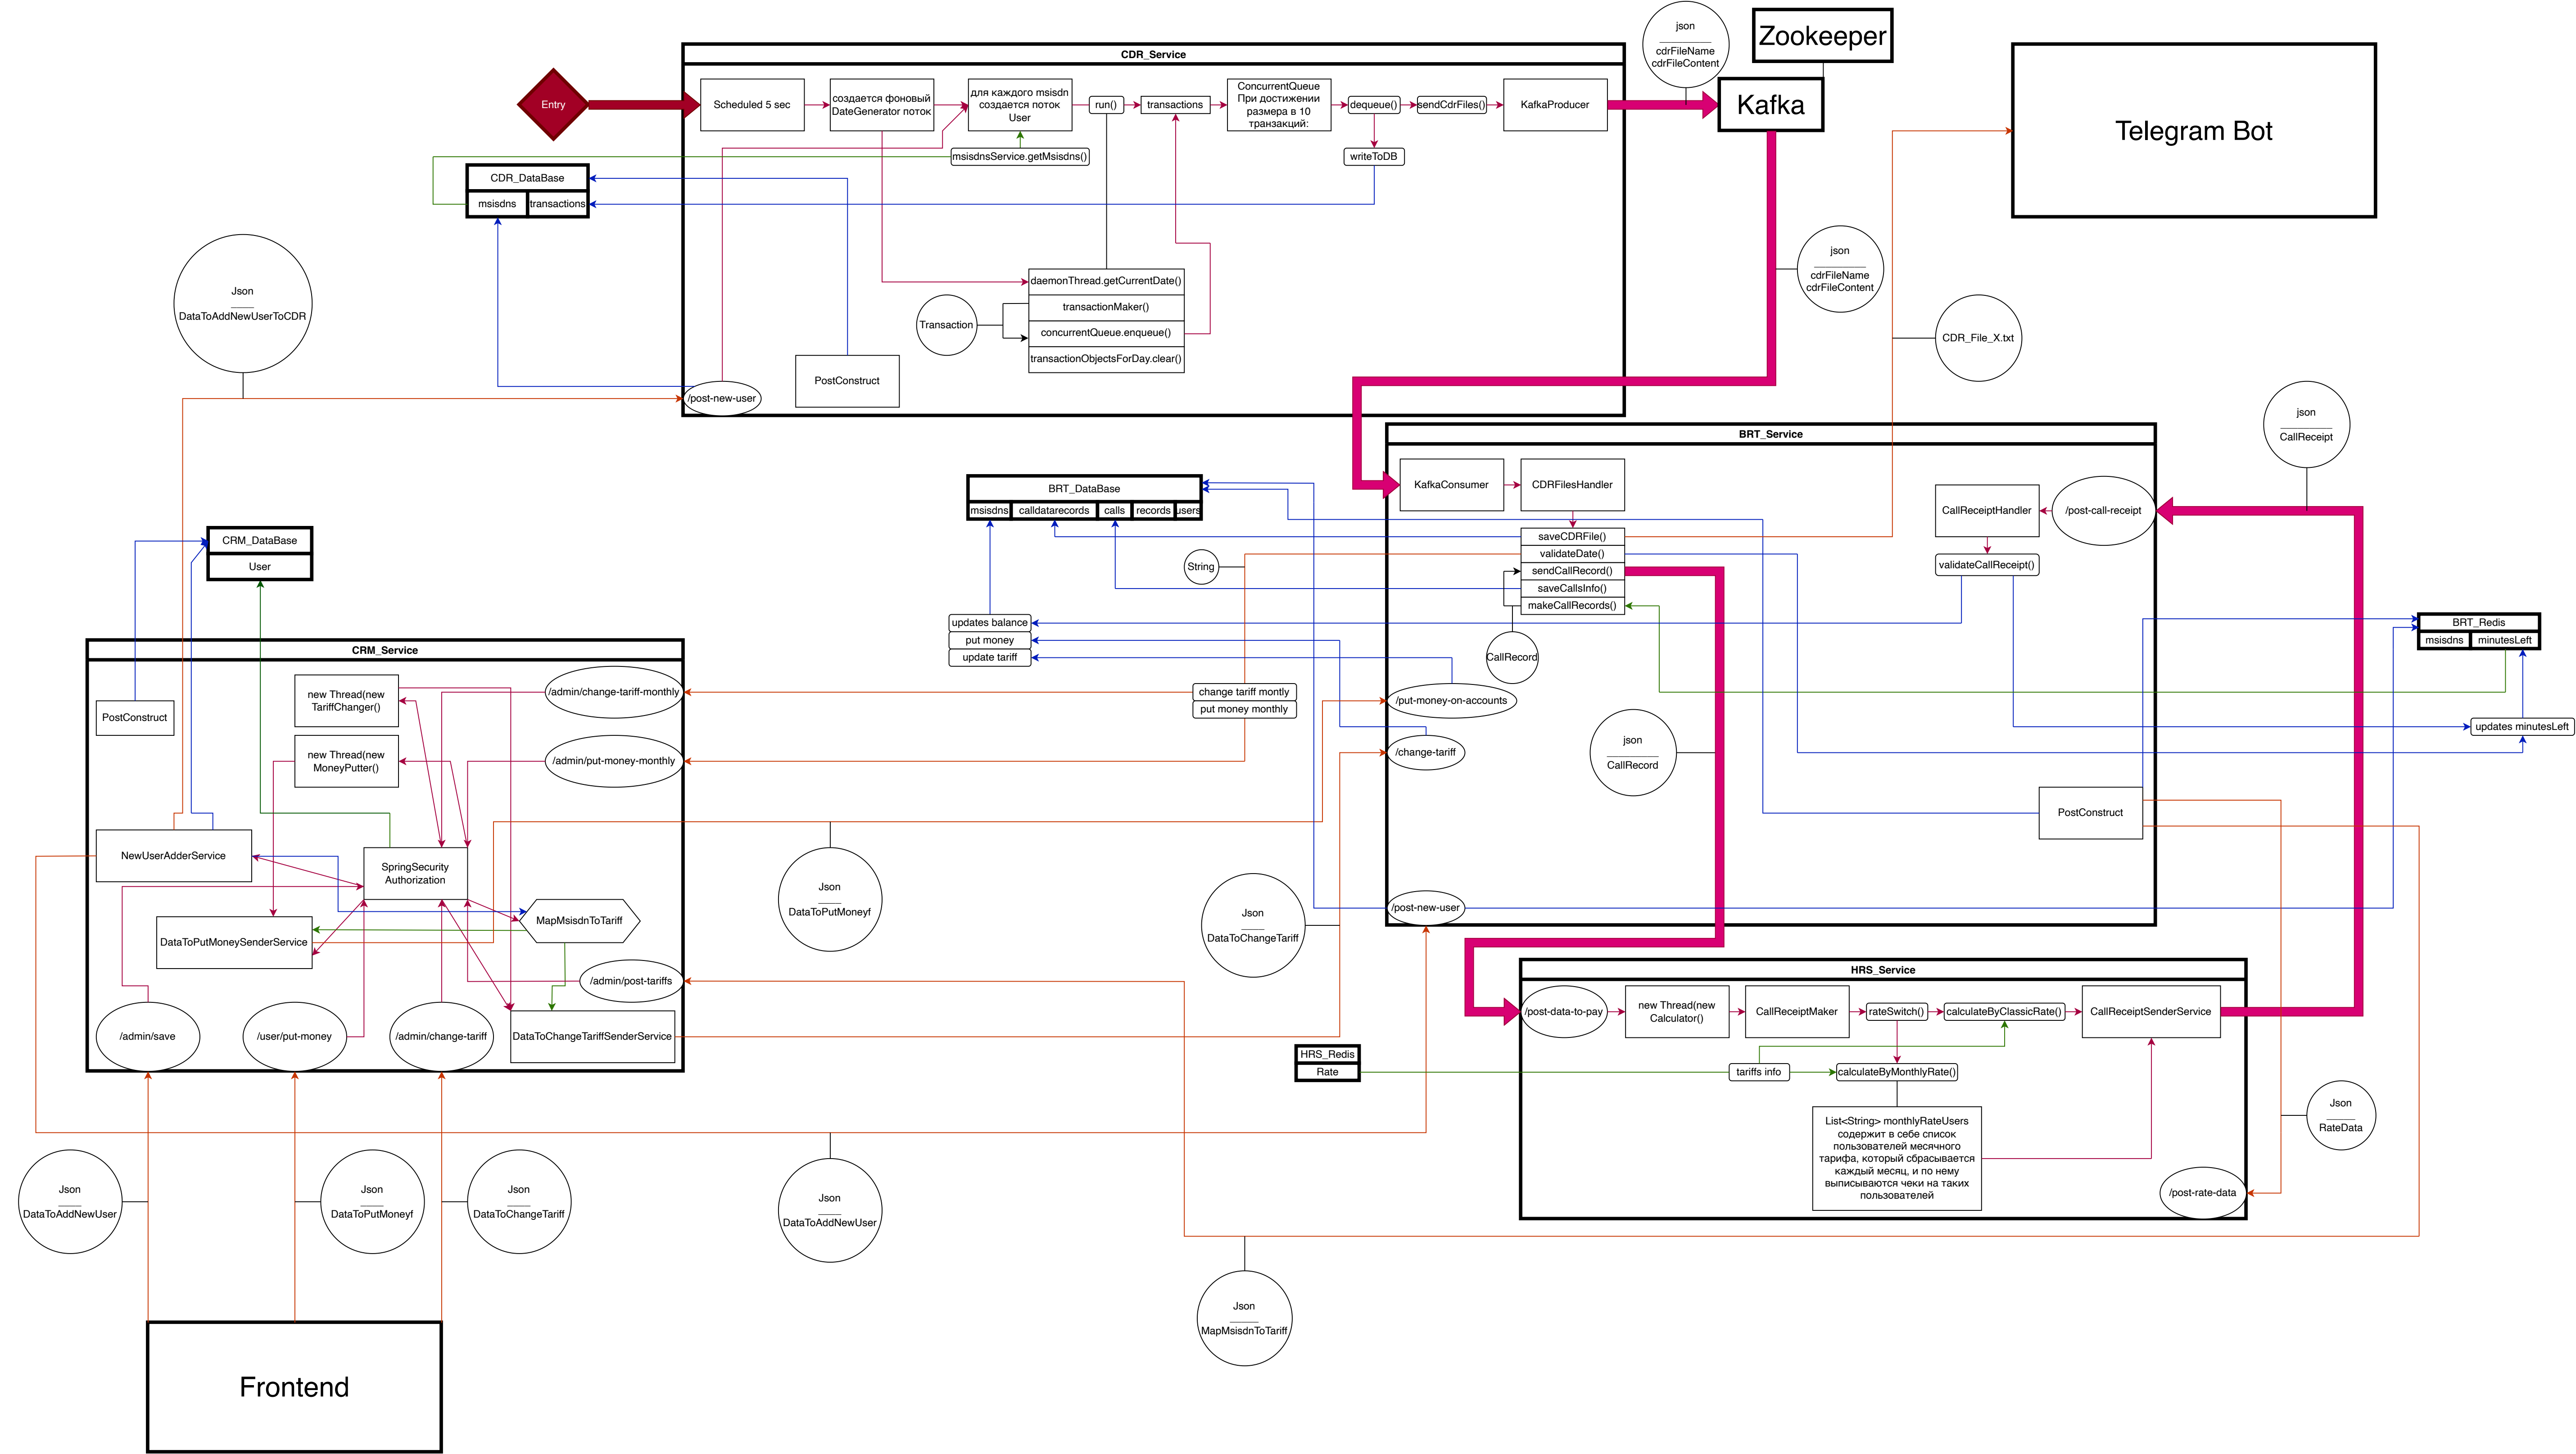 json
cdrFileName
cdrFileContent
Zookeeper
Kafka
Telegram Bot
CDR_Service
Entry
Scheduled 5 sec
создается фоновый
DateGenerator поток
для каждого msisdn
создается поток
User
run()
transactions
ConcurrentQueue
При достижении
размера в 10
транзакций:
dequeue()
sendCdrFiles()
KafkaProducer
msisdnsService.getMsisdns()
writeToDB
CDR_DataBase
msisdns
transactions
json
cdrFileName
cdrFileContent
Json
DataToAddNewUserToCDR
daemonThread.getCurrentDate()
transactionMaker()
concurrentQueue.enqueue()
transactionObjectsForDay.clear()
Transaction
PostConstruct
/post-new-user
CDR_File_X.txt
json
CallReceipt
BRT_Service
KafkaConsumer
CDRFilesHandler
CallReceiptHandler
/post-call-receipt
BRT_DataBase
msisdns
calldatarecords
calls
records
users
saveCDRFile()
validateDate()
sendCallRecord()
saveCallsInfo()
makeCallRecords()
validateCallReceipt()
String
CallRecord
CRM_DataBase
User
updates balance
put money
update tariff
BRT_Redis
msisdns
minutesLeft
updates minutesLeft
change tariff montly
put money monthly
/put-money-on-accounts
/change-tariff
json
CallRecord
PostConstruct
/post-new-user
CRM_Service
PostConstruct
new Thread(new
TariffChanger()
new Thread(new
MoneyPutter()
/admin/change-tariff-monthly
/admin/put-money-monthly
NewUserAdderService
SpringSecurity
Authorization
MapMsisdnToTariff
DataToPutMoneySenderService
/admin/post-tariffs
DataToChangeTariffSenderService
/admin/save
/user/put-money
/admin/change-tariff
Json
DataToPutMoneyf
Json
DataToChangeTariff
HRS_Service
/post-data-to-pay
new Thread(new
Calculator()
CallReceiptMaker
rateSwitch()
calculateByClassicRate()
CallReceiptSenderService
HRS_Redis
Rate
tariffs info
calculateByMonthlyRate()
List<String> monthlyRateUsers
содержит в себе список
пользователей месячного
тарифа, который сбрасывается
каждый месяц, и по нему
выписываются чеки на таких
пользователей
/post-rate-data
Json
RateData
Json
DataToAddNewUser
Json
DataToPutMoneyf
Json
DataToChangeTariff
Json
DataToAddNewUser
Json
MapMsisdnToTariff
Frontend